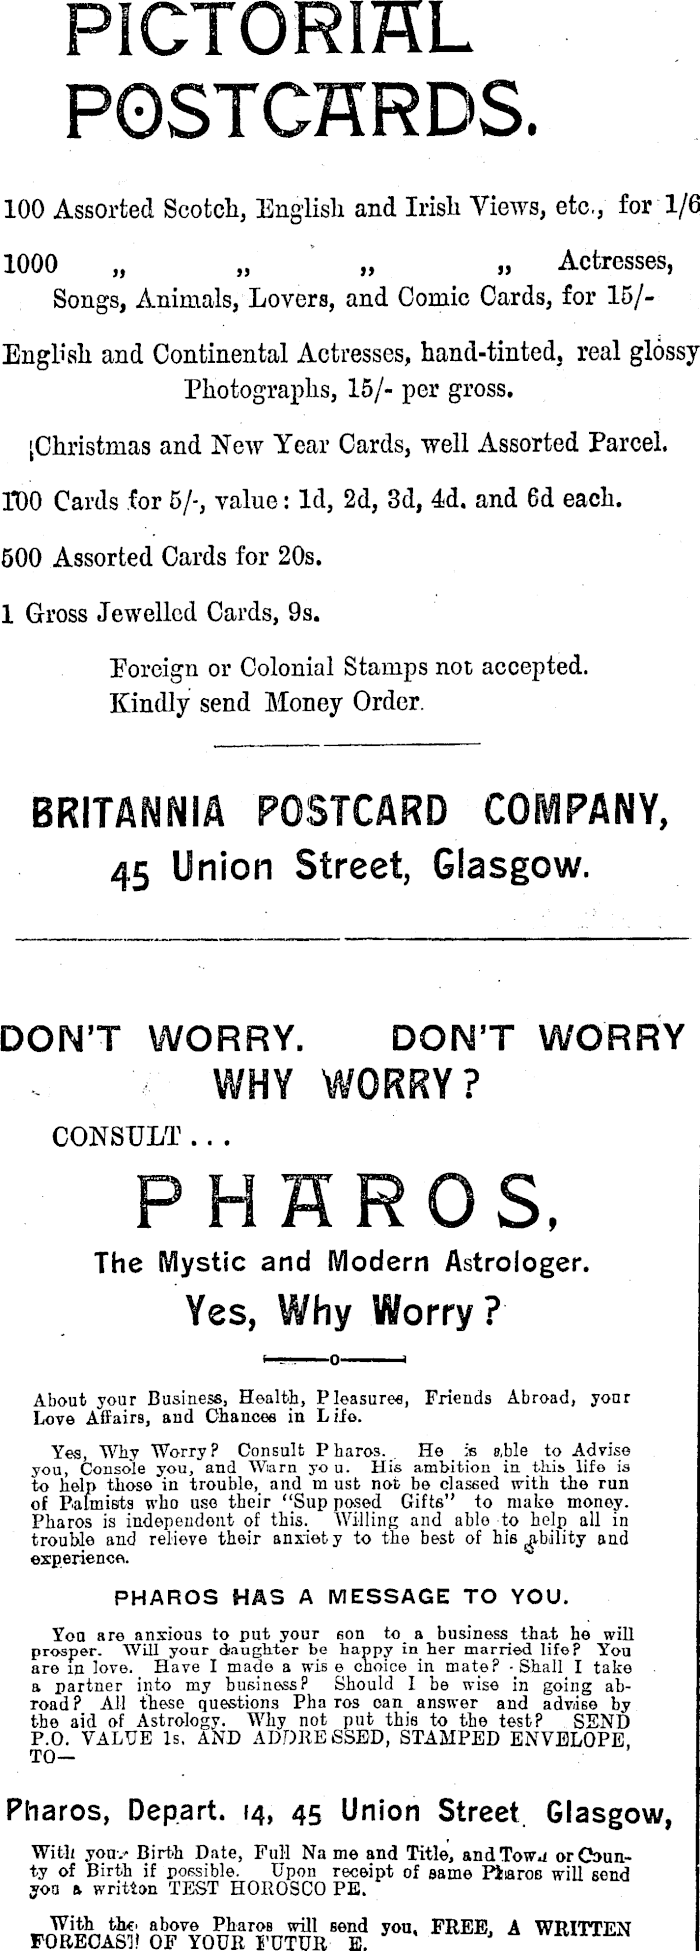 PICTORIAL
POSTCARDS.
100 Assorted Scotch, English and Irish Views, etc., for 1/6
1000 „ „ „ „ Actresses,
Songs, Animals, Lovers, and Comic Cards, for 15/-
English and Continental Actresses, hand-tinted, real glossy
Photographs, 15/- per gross.
Christmas and New Year Cards, well Assorted Parcel.
100 Cards for 5/-, value: 1d, 2d, 3d, 4d. and 6d each.
500 Assorted Cards for 20s.
1 Gross Jewelled Cards, 9s.
Foreign or Colonial Stamps not accepted.
Kindly send Money Order.
BRITANNIA POSTCARD COMPANY,
45 Union Street, Glasgow.
DON'T WORRY. DON'T WORRY
WHY WORRY?
CONSULT...
PHAROS,
The Mystic and Modern Astrologer.
Yes, Why Worry?
About your Business, Health, Pleasures, Friends Abroad, your
Love Affairs, and Chances in Life.
Yes, Why Worry? Consult Pharos. He is able to Advise
you, Console you, and Warn you. His ambition in this life is
to help those in trouble, and must not be classed with the run
of Palmists who use their "Supposed Gifts" to make money.
Pharos is independent of this. Willing and able to help all in
trouble and relieve their anxiety to the best of his ability and
experience.
PHAROS HAS A MESSAGE TO YOU.
You are anxious to put your son to a business that he will
prosper. Will your daughter be happy in her married life? You
are in love. Have I made a wise choice in mate? Shall I take
a partner into my business? Should I be wise in going ab-
road? All these questions Pharos can answer and advise by
the aid of Astrology. Why not put this to the test? SEND
P.O. VALUE 1s. AND ADDRESSED, STAMPED ENVELOPE,
TO—
Pharos, Depart. 14, 45 Union Street Glasgow,
With your Birth Date, Full Name and Title, and Town or Coun-
ty of Birth if possible. Upon receipt of same Pharos will send
you a written TEST HOROSCOPE.
With the above Pharos will send you, FREE, A WRITTEN
FORECAST OF YOUR FUTURE.